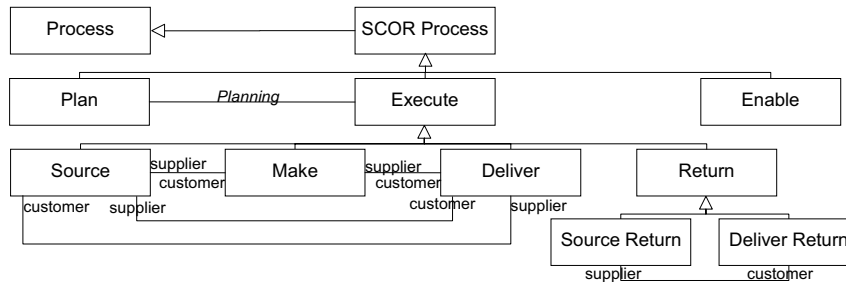 Process
SCOR Process
Plan
Planning
Execute
Enable
Source
supplier
customer
Make
supplier
customer
Deliver
Return
customer
supplier
customer
supplier
Source Return
Deliver Return
supplier
customer